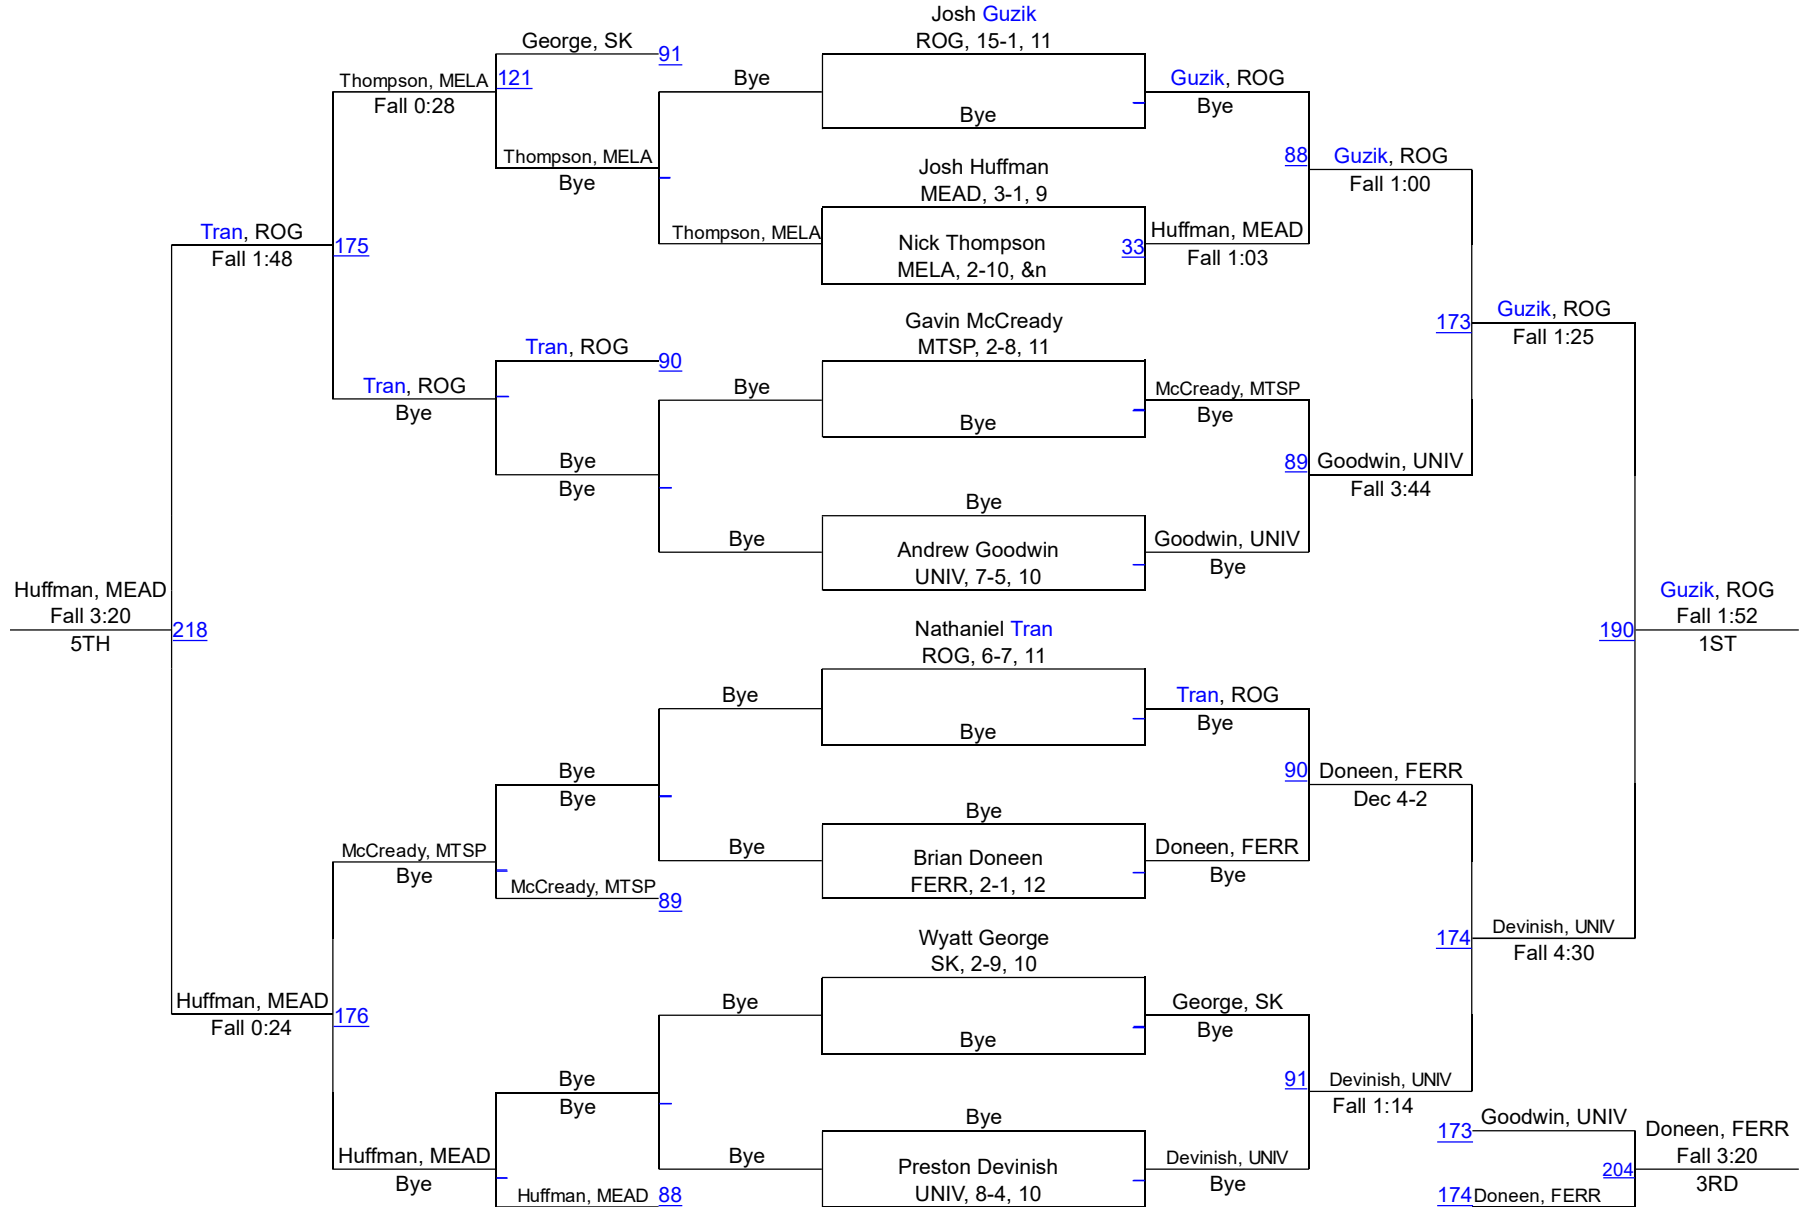 Josh Guzik
ROG, 15-1, 11
George, SK
91
Thompson, MELA
121
Bye
Guzik, ROG
Fall 0:28
Bye
Bye
Thompson, MELA
88
Guzik, ROG
Bye
Josh Huffman
Fall 1:00
MEAD, 3-1, 9
Tran, ROG
175
Thompson, MELA
Nick Thompson
33
Huffman, MEAD
Fall 1:48
MELA, 2-10, &n
Fall 1:03
Gavin McCready
MTSP, 2-8, 11
173
Guzik, ROG
Fall 1:25
Tran, ROG
90
Tran, ROG
Bye
McCready, MTSP
Bye
Bye
Bye
Bye
89
Goodwin, UNIV
Bye
Fall 3:44
Bye
Bye
Andrew Goodwin
Goodwin, UNIV
UNIV, 7-5, 10
Bye
Huffman, MEAD
Fall 3:20
218
5TH
Guzik, ROG
Fall 1:52
190
1ST
Nathaniel Tran
ROG, 6-7, 11
Bye
Tran, ROG
Bye
Bye
Bye
Bye
90
Doneen, FERR
Dec 4-2
Bye
McCready, MTSP
Bye
Brian Doneen
Doneen, FERR
Bye
FERR, 2-1, 12
Bye
McCready, MTSP
89
Wyatt George
SK, 2-9, 10
174
Devinish, UNIV
Fall 4:30
Huffman, MEAD
176
Bye
George, SK
Fall 0:24
Bye
Bye
Bye
Bye
91
Devinish, UNIV
Fall 1:14
Bye
Huffman, MEAD
Bye
Preston Devinish
Devinish, UNIV
Bye
UNIV, 8-4, 10
Bye
Huffman, MEAD
88
173
Goodwin, UNIV
Doneen, FERR
Fall 3:20
204
3RD
174
Doneen, FERR